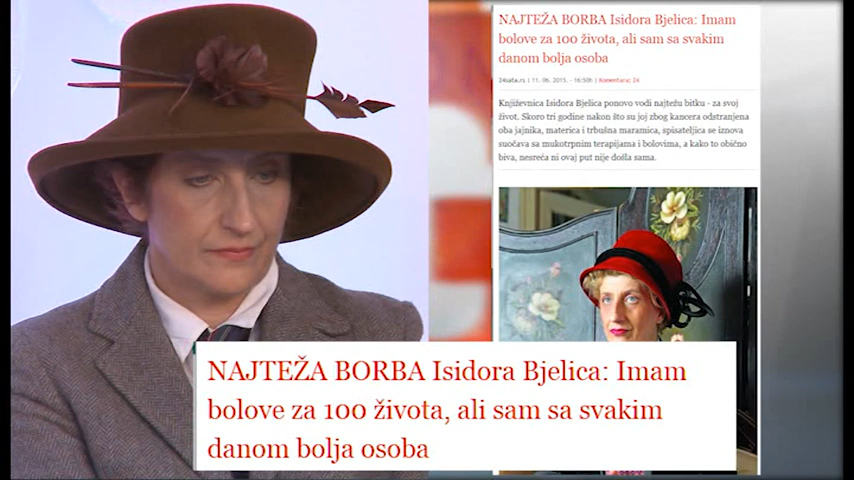 NAJTEŽA BORBA Isidora Bjelica: Imam
bolove za 100 života, ali sam sa svakim
danom bolja osoba
24sata.rs | 11. 06. 2015. - 16:50h | Komentara: 24
Književnica Isidora Bjelica ponovo vodi najtežu bitku - za svoj
život. Skoro tri godine nakon što su joj zbog kancera odstranjena
oba jajnika, materica i trbušna maramica, spisateljica se iznova
suočava sa mukotrpnim terapijama i bolovima, a kako to obično
biva, nesreća ni ovaj put nije došla sama.
NAJTEŽA BORBA Isidora Bjelica: Imam
bolove za 100 života, ali sam sa svakim
danom bolja osoba